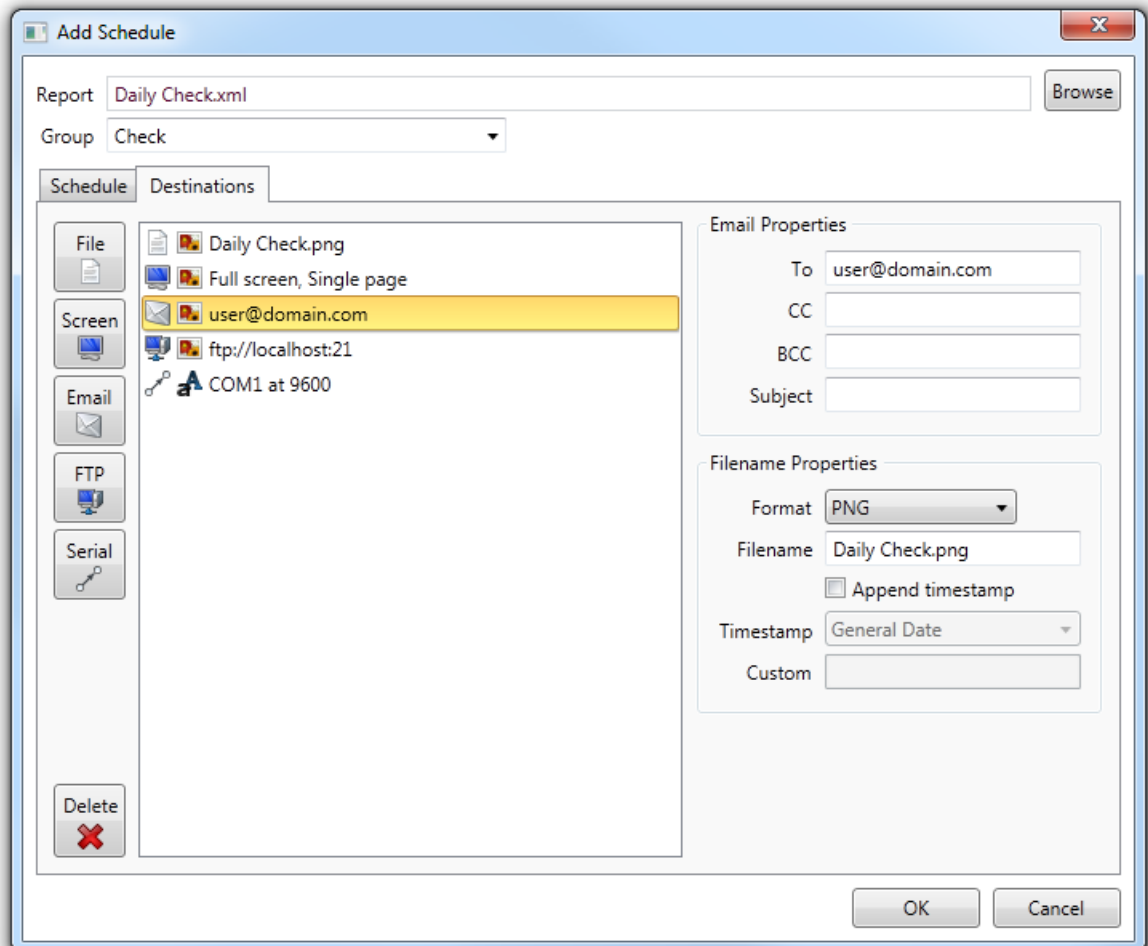 Add Schedule
Report Daily Check.xml Browse
Group Check
Schedule Destinations
File
Screen
Email
FTP
Serial
Delete
Daily Check.png
Full screen, Single page
user@domain.com
ftp://localhost:21
COM1 at 9600
Email Properties
To user@domain.com
CC
BCC
Subject
Filename Properties
Format PNG
Filename Daily Check.png
Append timestamp
Timestamp General Date
Custom
OK Cancel